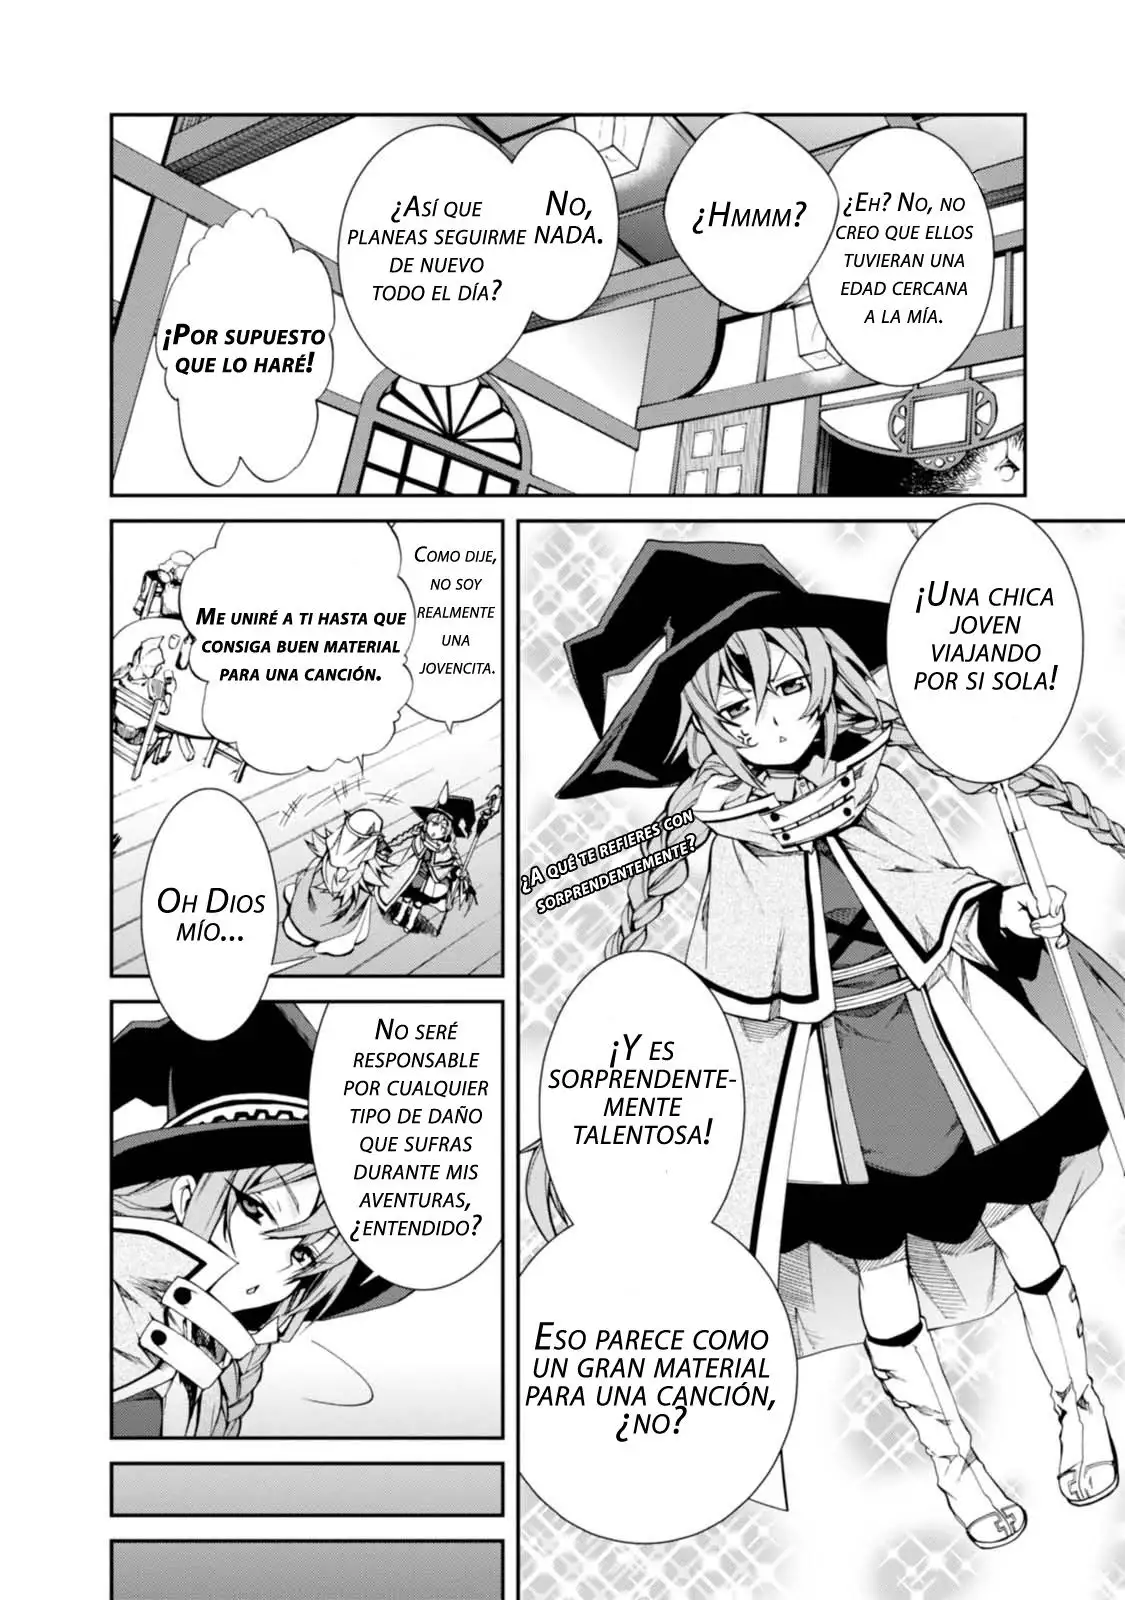 ¿Eh? No, no
creo que ellos
tuvieran una
edad cercana
a la mía.
¿Hmmm?
No,
nada.
¿Así que
planeas seguirme
de nuevo
todo el día?
¡Por supuesto
que lo haré!
¡Una chica
joven
viajando
por si sola!
¿A qué te refieres con
sorprendentemente?
¡Y es
sorprendente-
mente
talentosa!
Eso parece como
un gran material
para una canción,
¿no?
Como dije,
no soy
realmente
una
jovencita.
Me uniré a ti hasta que
consiga buen material
para una canción.
Oh Dios
mío...
No seré
responsable
por cualquier
tipo de daño
que sufras
durante mis
aventuras,
¿entendido?